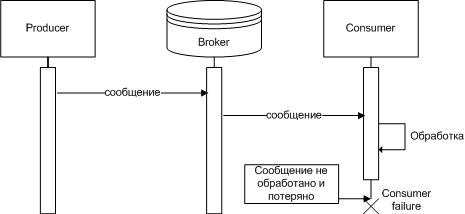 Producer
Broker
Consumer
сообщение
сообщение
Обработка
Сообщение не
обработано и
потеряно
Consumer
failure